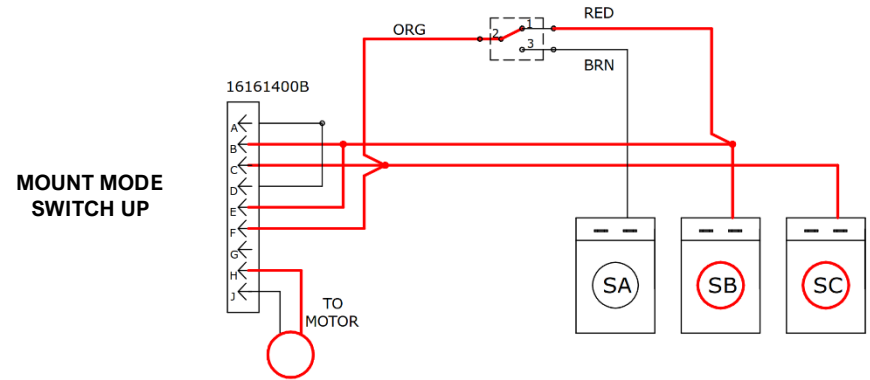 RED
ORG
1
2
3
BRN
16161400B
A
B
C
D
E
F
G
H
J
MOUNT MODE
SWITCH UP
TO
MOTOR
SA
SB
SC